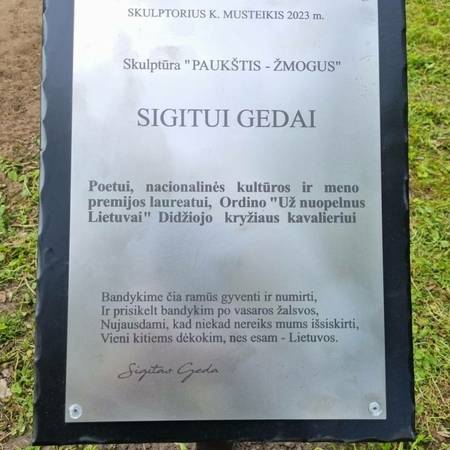 SKULPTORIUS K. MUSTEIKIS 2023 m.
Skulptūra "PAUKŠTIS - ŽMOGUS"
SIGITUI GEDAI
Poetui, nacionalinės kultūros ir meno
premijos laureatui, Ordino "Už nuopelnus
Lietuvai" Didžiojo kryžiaus kavalieriui
Bandykime čia ramūs gyventi ir numirti,
Ir prisikelt bandykim po vasaros žalsvos,
Nujausdami, kad niekad nereiks mums išsiskirti,
Vieni kitiems dėkokim, nes esam - Lietuvos.
Sigitas Geda